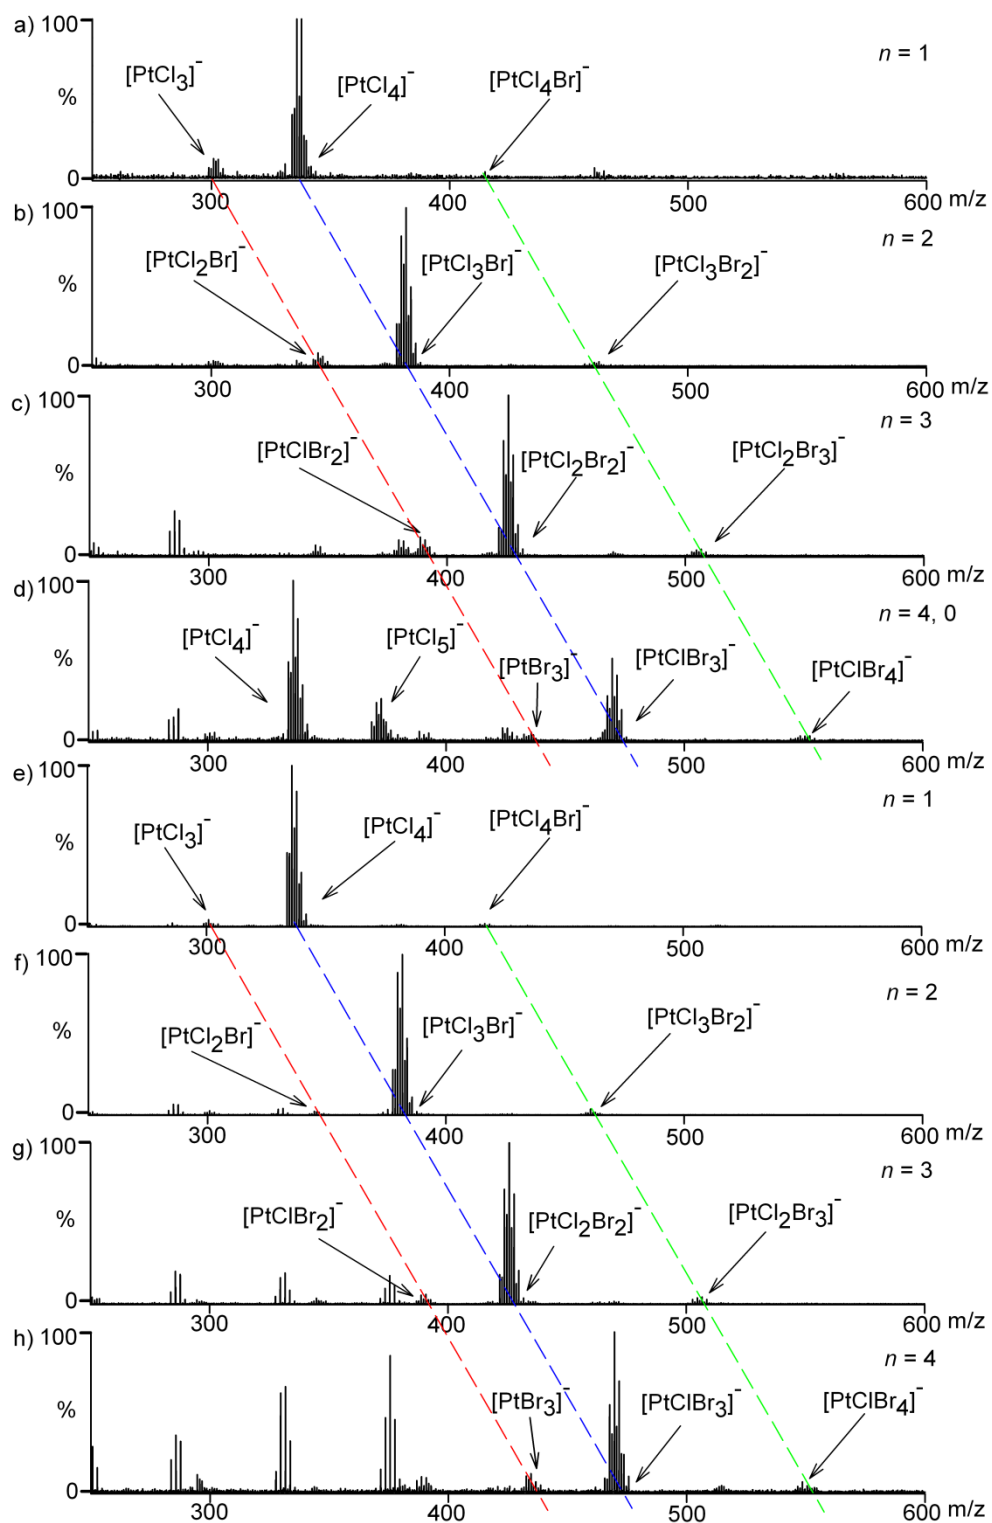 a) 100
n = 1
[PtCl3]-
[PtCl4]-
[PtCl4Br]-
%
0
300 400 500 600 m/z
b) 100
n = 2
[PtCl2Br]-
[PtCl3Br]-
[PtCl3Br2]-
%
0
300 400 500 600 m/z
c) 100
n = 3
[PtClBr2]-
[PtCl2Br2]-
[PtCl2Br3]-
%
0
300 400 500 600 m/z
d) 100
n = 4, 0
[PtCl4]-
[PtCl5]-
[PtBr3]-
[PtClBr3]-
[PtClBr4]-
%
0
300 400 500 600 m/z
e) 100
n = 1
[PtCl3]-
[PtCl4]-
[PtCl4Br]-
%
0
300 400 500 600 m/z
f) 100
n = 2
[PtCl2Br]-
[PtCl3Br]-
[PtCl3Br2]-
%
0
300 400 500 600 m/z
g) 100
n = 3
[PtClBr2]-
[PtCl2Br2]-
[PtCl2Br3]-
%
0
300 400 500 600 m/z
h) 100
n = 4
[PtBr3]-
[PtClBr3]-
[PtClBr4]-
%
0
300 400 500 600 m/z